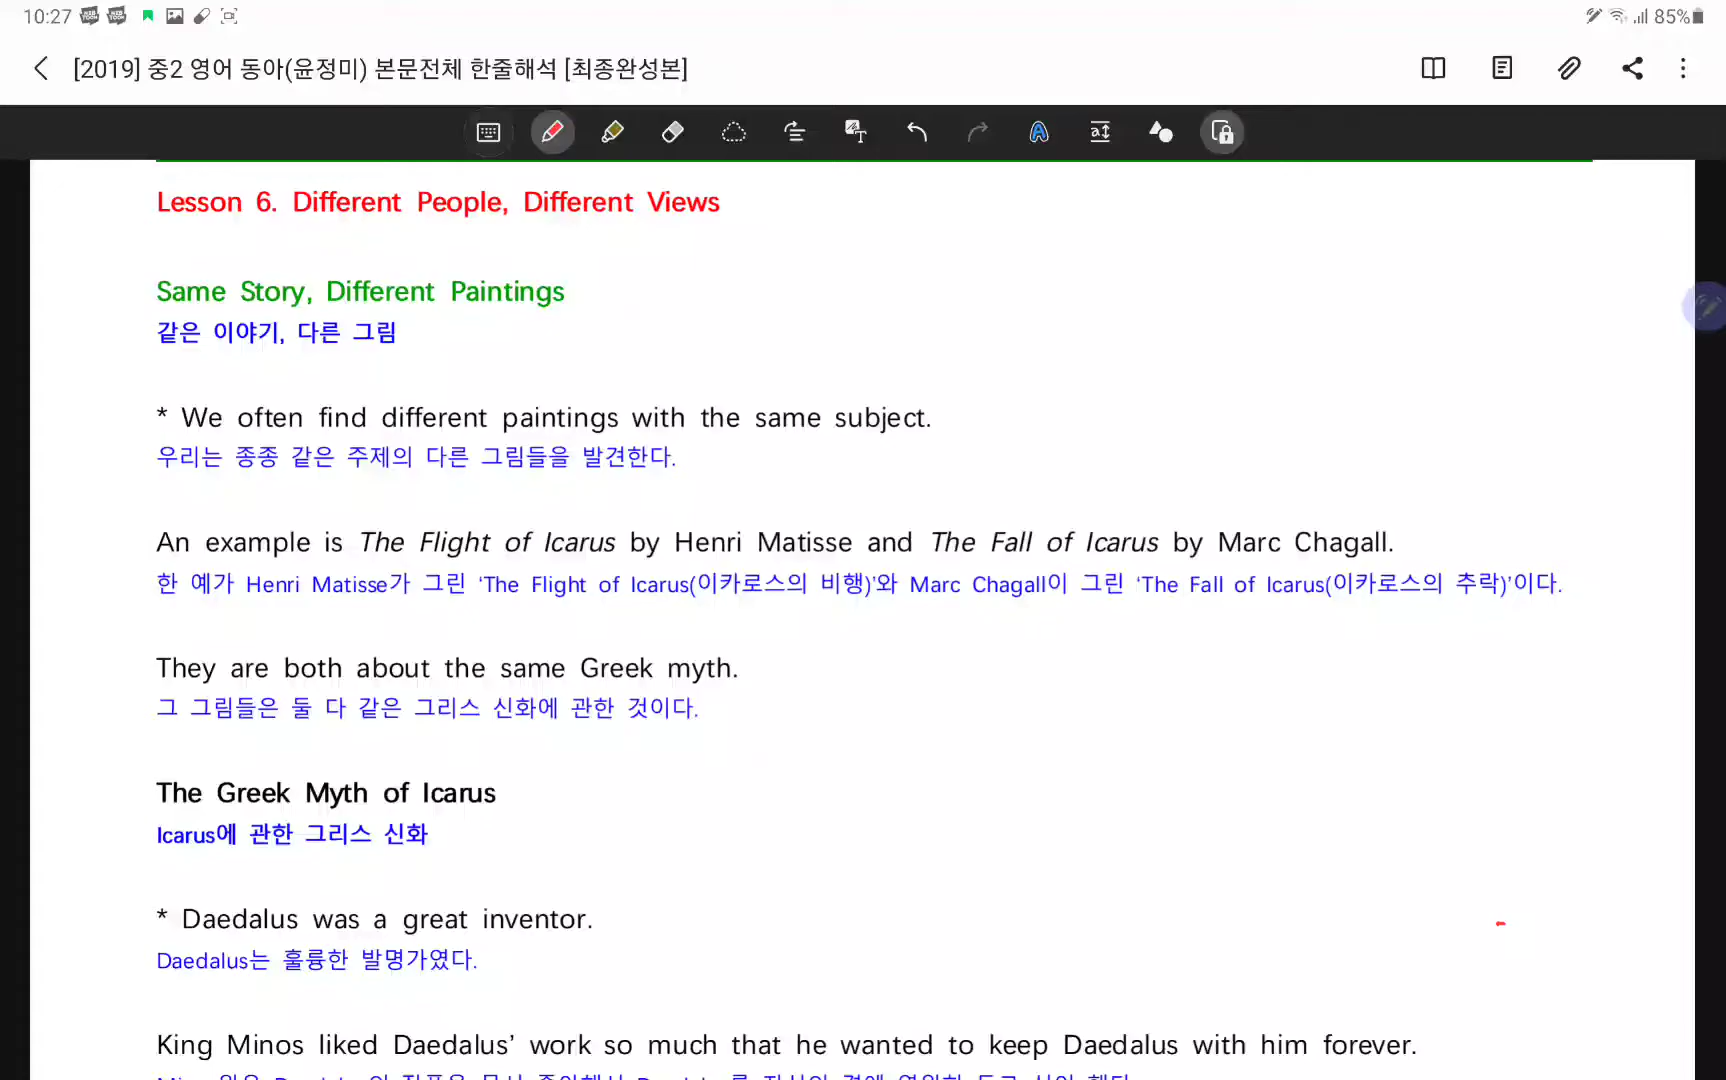 10:27
85%
[2019] 중2 영어 동아(윤정미) 본문전체 한줄해석 [최종완성본]
Lesson 6. Different People, Different Views
Same Story, Different Paintings
같은 이야기, 다른 그림
* We often find different paintings with the same subject.
우리는 종종 같은 주제의 다른 그림들을 발견한다.
An example is The Flight of Icarus by Henri Matisse and The Fall of Icarus by Marc Chagall.
한 예가 Henri Matisse가 그린 ‘The Flight of Icarus(이카로스의 비행)’와 Marc Chagall이 그린 ‘The Fall of Icarus(이카로스의 추락)’이다.
They are both about the same Greek myth.
그 그림들은 둘 다 같은 그리스 신화에 관한 것이다.
The Greek Myth of Icarus
Icarus에 관한 그리스 신화
* Daedalus was a great inventor.
Daedalus는 훌륭한 발명가였다.
King Minos liked Daedalus’ work so much that he wanted to keep Daedalus with him forever.